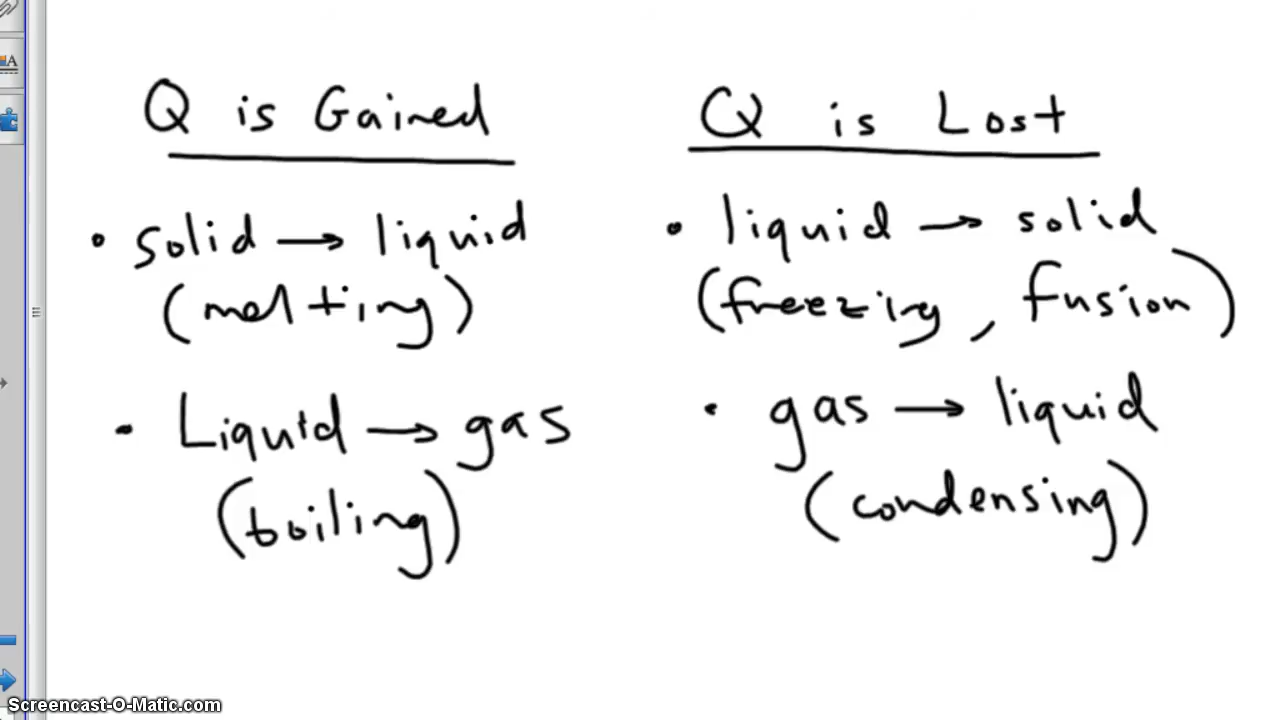 Q is Gained
• solid → liquid
(melting)
• Liquid → gas
(boiling)
Q is Lost
• liquid → solid
(freezing, fusion)
• gas → liquid
(condensing)
Screencast-O-Matic.com